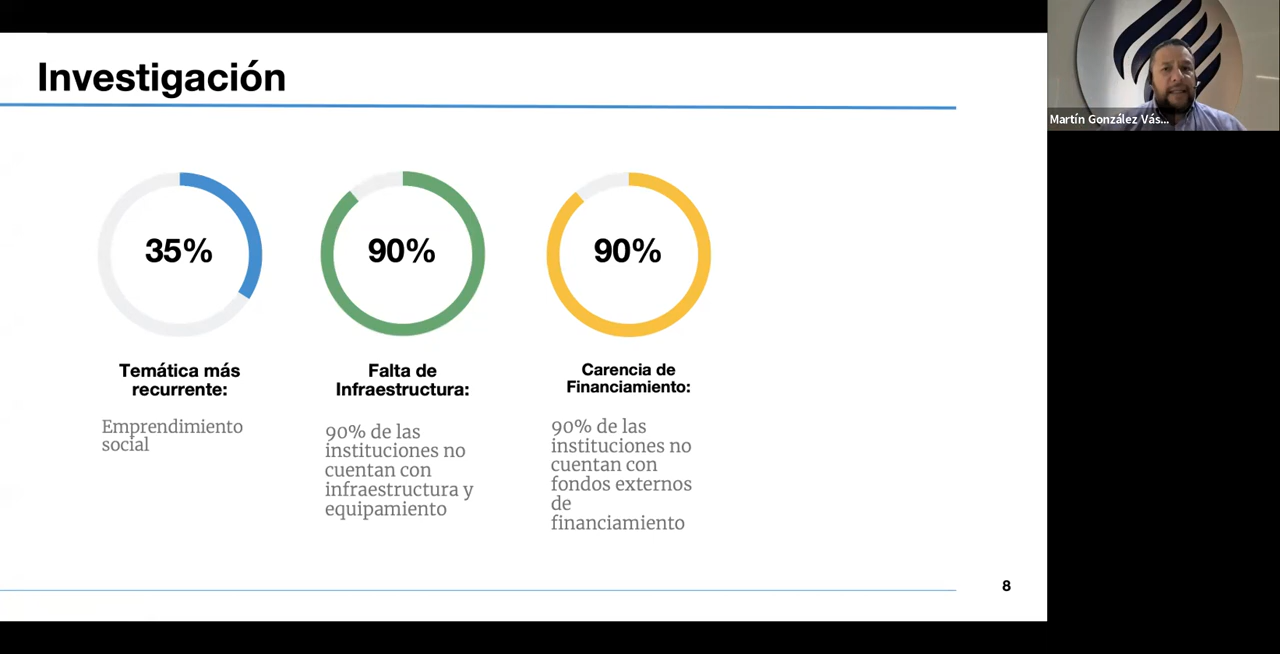 Investigación
35%
90%
90%
Temática más
recurrente:
Emprendimiento
social
Falta de
Infraestructura:
90% de las
instituciones no
cuentan con
infraestructura y
equipamiento
Carencia de
Financiamiento:
90% de las
instituciones no
cuentan con
fondos externos
de
financiamiento
8
Martín González Vás...